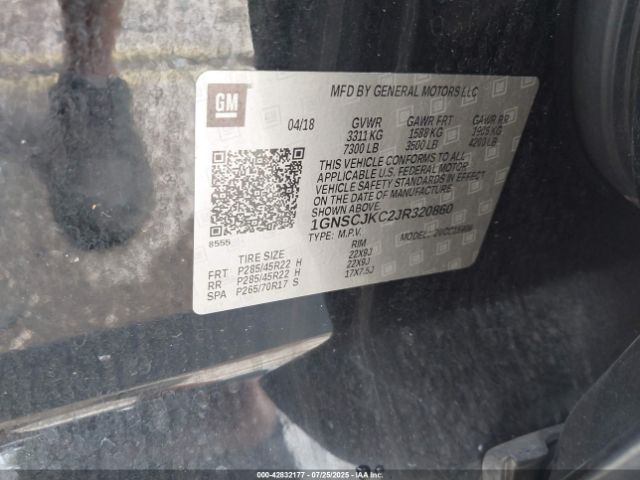 GM
MFD BY GENERAL MOTORS LLC
04/18 GVWR GAWR FRT GAWR RR
3311 KG 1588 KG 1905 KG
7300 LB 3500 LB 4200 LB
THIS VEHICLE CONFORMS TO ALL
APPLICABLE U.S. FEDERAL MOTOR
VEHICLE SAFETY STANDARDS IN EFFECT
ON THE DATE OF MANUFACTURE
SHOWN ABOVE.
1GNSCJKC2JR320860
TYPE: M.P.V. MODEL:
8555
TIRE SIZE RIM
FRT P285/45R22 H 22X9J
RR P285/45R22 H 22X9J
SPA P265/70R17 S 17X7.5J
000-42832177 - 07/25/2025 - IAAI.COM